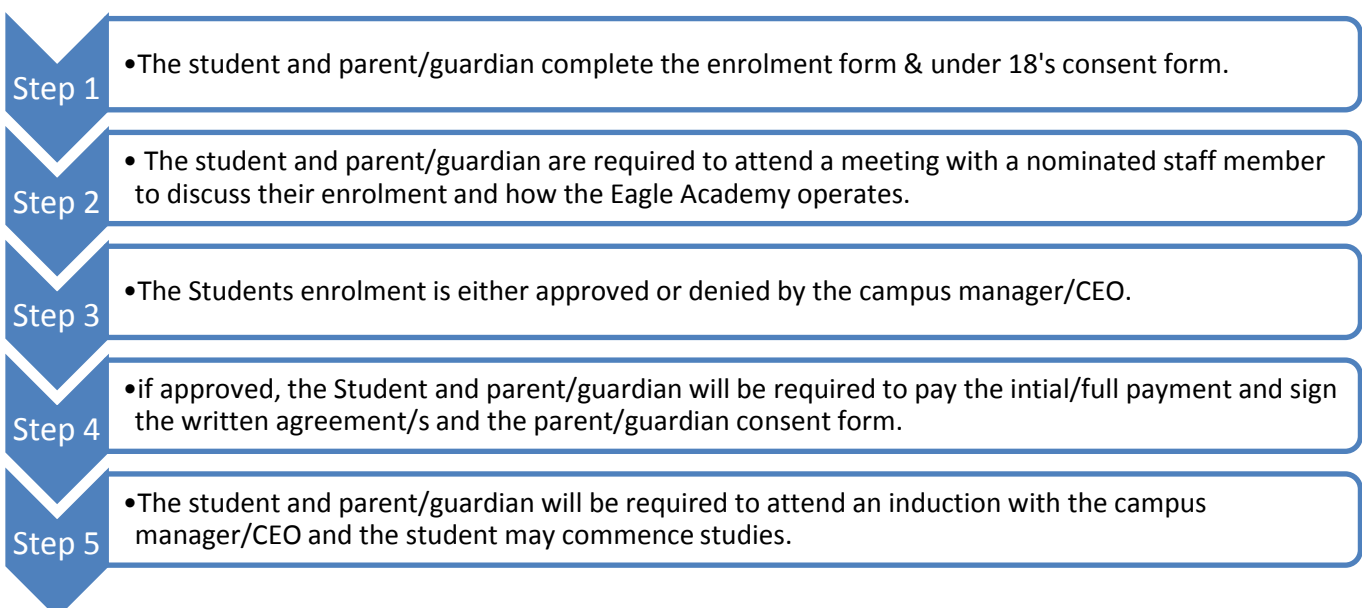 Step 1
•The student and parent/guardian complete the enrolment form & under 18's consent form.
Step 2
• The student and parent/guardian are required to attend a meeting with a nominated staff member
to discuss their enrolment and how the Eagle Academy operates.
Step 3
•The Students enrolment is either approved or denied by the campus manager/CEO.
Step 4
•if approved, the Student and parent/guardian will be required to pay the intial/full payment and sign
the written agreement/s and the parent/guardian consent form.
Step 5
•The student and parent/guardian will be required to attend an induction with the campus
manager/CEO and the student may commence studies.